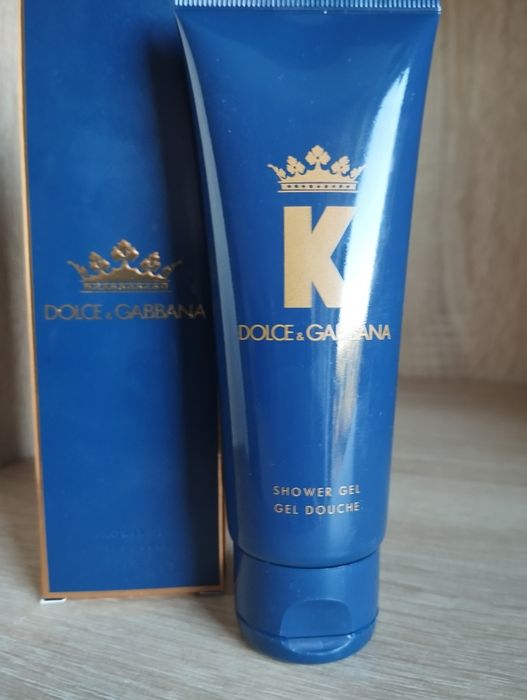 DOLCE & GABBANA
K
DOLCE & GABBANA
SHOWER GEL
GEL DOUCHE